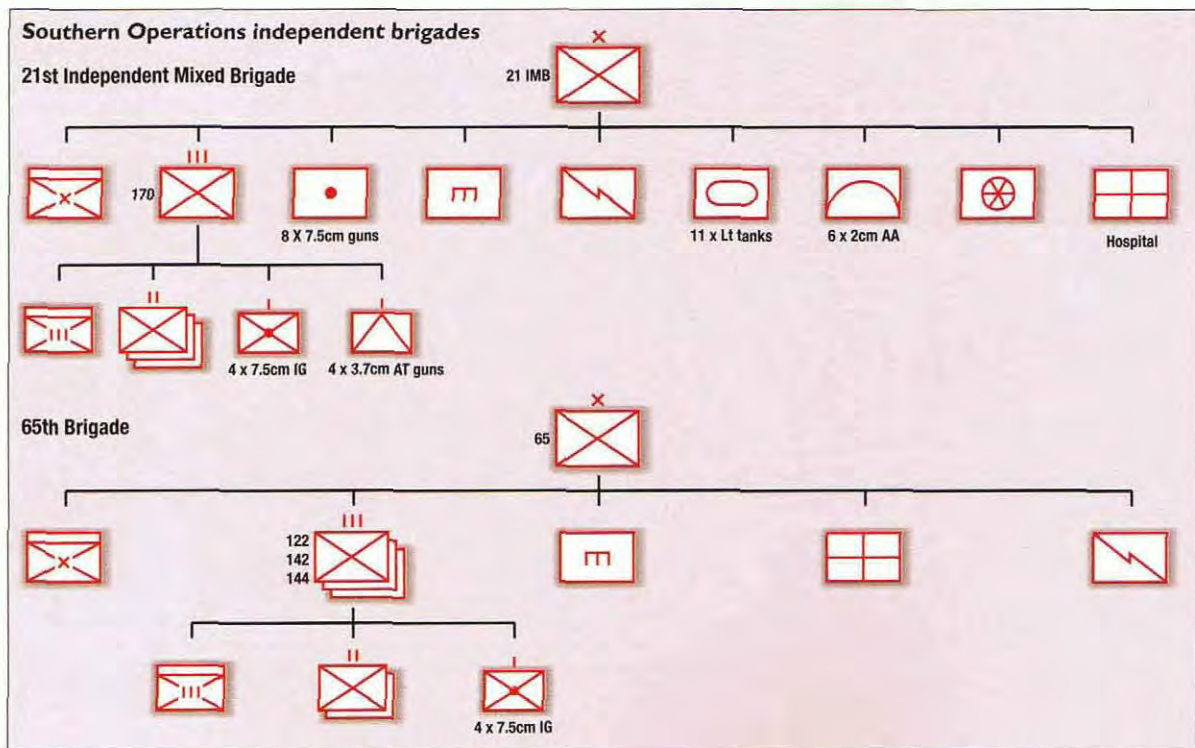 Southern Operations independent brigades
21st Independent Mixed Brigade
21 IMB
170
8 X 7.5cm guns
11 x Lt tanks
6 x 2cm AA
Hospital
4 x 7.5cm IG
4 x 3.7cm AT guns
65th Brigade
65
122
142
144
4 x 7.5cm IG